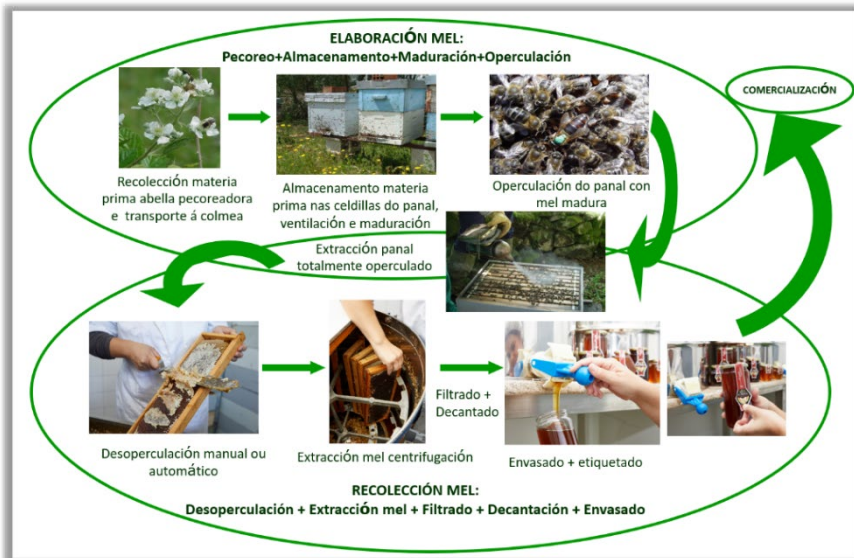 ELABORACIÓN MEL:
Pecoreo+Almacenamento+Maduración+Operculación
COMERCIALIZACIÓN
Recolección materia
prima abella pecoreadora
e transporte á colmea
Almacenamento materia
prima nas celdillas do panal,
ventilación e maduración
Operculación do panal con
mel madura
Extracción panal
totalmente operculado
Desoperculación manual ou
automático
Extracción mel centrifugación
Filtrado +
Decantado
Envasado + etiquetado
RECOLECCIÓN MEL:
Desoperculación + Extracción mel + Filtrado + Decantación + Envasado